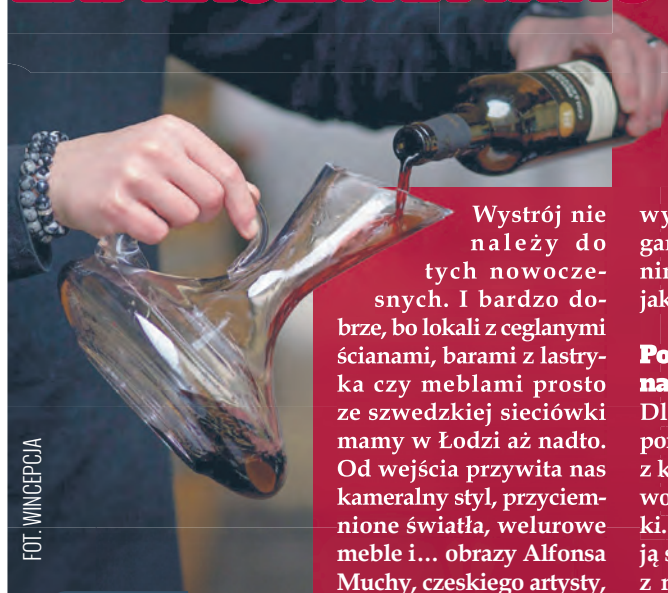 Wystrój nie
należy do
tych nowocze-
snych. I bardzo do-
brze, bo lokali z ceglanymi
ścianami, barami z lastry-
ka czy meblami prosto
ze szwedzkiej sieciówki
mamy w Łodzi aż nadto.
Od wejścia przywita nas
kameralny styl, przyciem-
nione światła, welurowe
meble i... obrazy Alfonsa
Muchy, czeskiego artysty,
FOT. WINCEPCJA